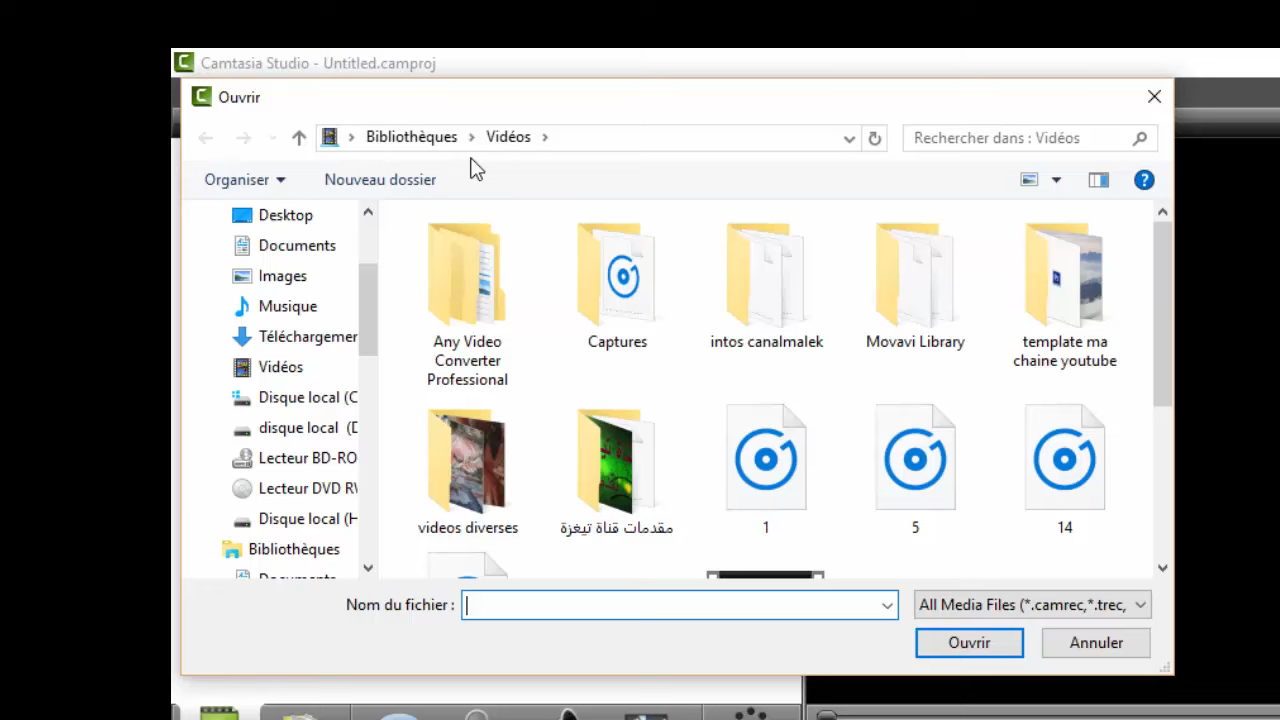 Camtasia Studio - Untitled.camproj
Ouvrir
Bibliothèques
Vidéos
Rechercher dans : Vidéos
Organiser
Nouveau dossier
?
Desktop
Documents
Images
Musique
Téléchargemer
Vidéos
Disque local (C
disque local (D
Lecteur BD-RO
Lecteur DVD RW
Disque local (H
Bibliothèques
Documents
Any Video
Converter
Professional
Captures
intos canalmalek
Movavi Library
template ma
chaine youtube
videos diverses
مقدمات قناة تيغزة
1
5
14
Nom du fichier :
All Media Files (*.camrec,*.trec,
Ouvrir
Annuler